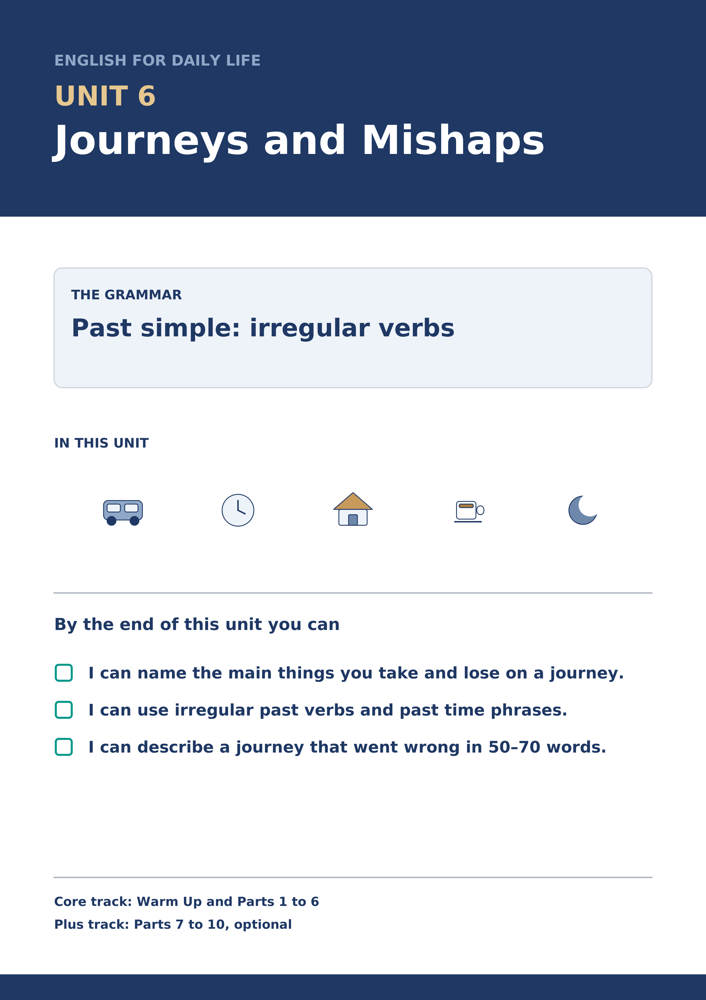 ENGLISH FOR DAILY LIFE
UNIT 6
Journeys and Mishaps
THE GRAMMAR
Past simple: irregular verbs
IN THIS UNIT
By the end of this unit you can
I can name the main things you take and lose on a journey.
I can use irregular past verbs and past time phrases.
I can describe a journey that went wrong in 50–70 words.
Core track: Warm Up and Parts 1 to 6
Plus track: Parts 7 to 10, optional